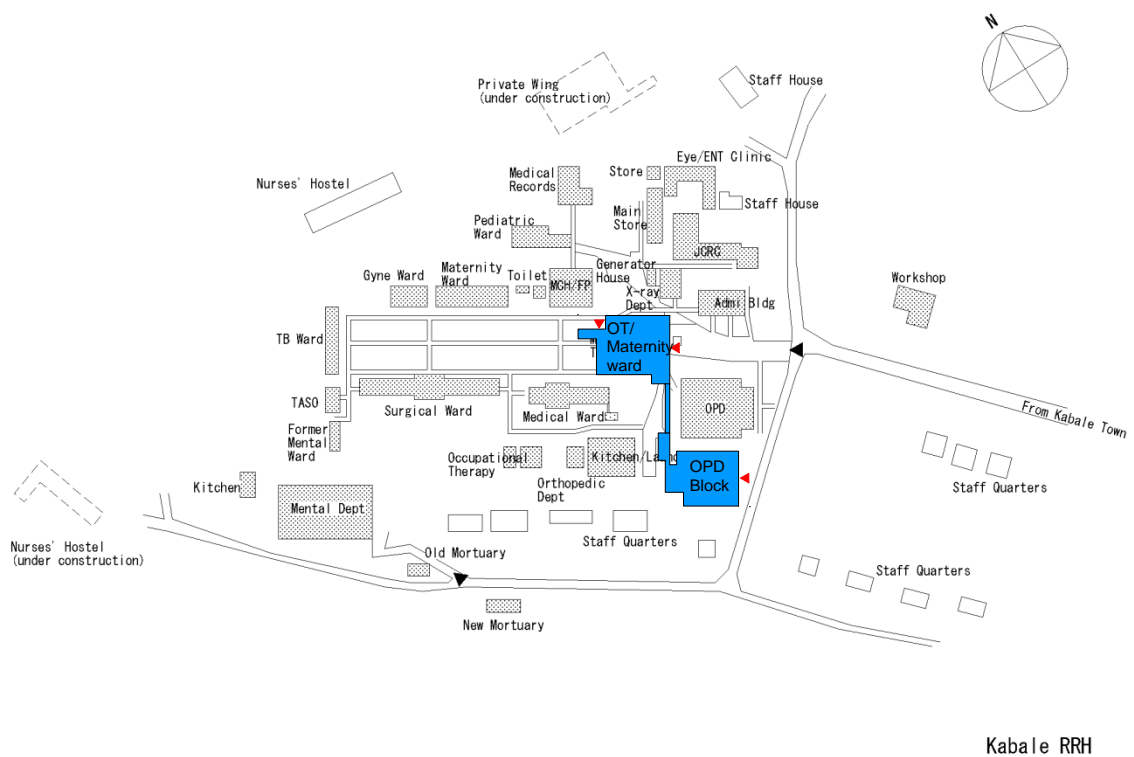 N
Private Wing
(under construction)
Staff House
Nurses' Hostel
Medical
Records
Store
Eye/ENT Clinic
Staff House
Pediatric
Ward
Main
Store
JCRC
Gyne Ward
Maternity
Ward
Toilet
MCH/FP
Generator
House
X-ray
Dept
Admi Bldg
Workshop
TB Ward
OT/
Maternity
ward
TASO
Surgical Ward
Medical Ward
OPD
From Kabale Town
Former
Mental
Ward
Occupational
Therapy
Orthopedic
Dept
OPD
Block
Kitchen
Mental Dept
Staff Quarters
Staff Quarters
Nurses' Hostel
(under construction)
Old Mortuary
Staff Quarters
New Mortuary
Kabale RRH